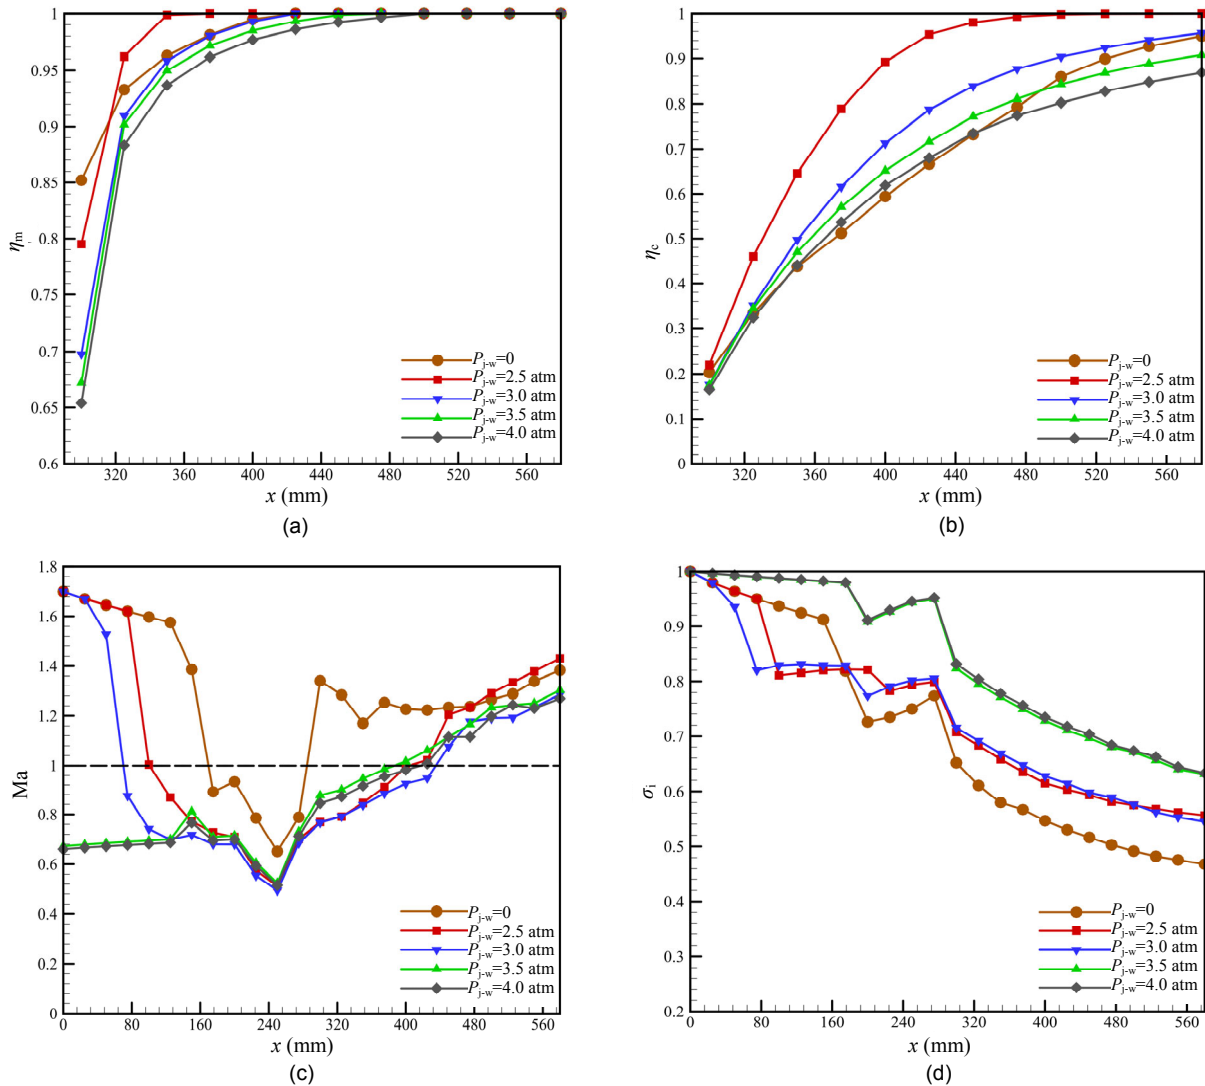 1
0.95
0.9
0.85
0.8
0.75
0.7
0.65
0.6
ηm
320 360 400 440 480 520 560
x (mm)
Pj-w=0
Pj-w=2.5 atm
Pj-w=3.0 atm
Pj-w=3.5 atm
Pj-w=4.0 atm
(a)
1
0.9
0.8
0.7
0.6
0.5
0.4
0.3
0.2
0.1
0
ηc
320 360 400 440 480 520 560
x (mm)
Pj-w=0
Pj-w=2.5 atm
Pj-w=3.0 atm
Pj-w=3.5 atm
Pj-w=4.0 atm
(b)
1.8
1.6
1.4
1.2
1
0.8
0.6
0.4
0.2
0
Ma
0 80 160 240 320 400 480 560
x (mm)
Pj-w=0
Pj-w=2.5 atm
Pj-w=3.0 atm
Pj-w=3.5 atm
Pj-w=4.0 atm
(c)
1
0.9
0.8
0.7
0.6
0.5
0.4
0.3
0.2
σi
0 80 160 240 320 400 480 560
x (mm)
Pj-w=0
Pj-w=2.5 atm
Pj-w=3.0 atm
Pj-w=3.5 atm
Pj-w=4.0 atm
(d)